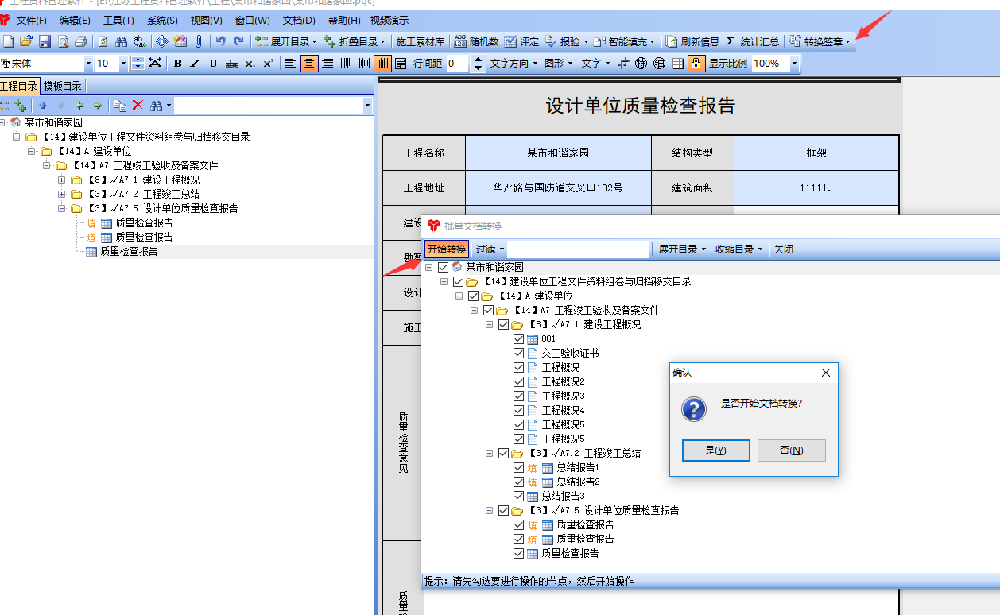 工程资料管理软件 - [E:\江苏工程资料管理软件\工程\某市和谐家园\某市和谐家园.pgc]
文件(F) 编辑(E) 工具(T) 系统(S) 视图(V) 窗口(W) 文档(D) 帮助(H) 视频演示
展开目录 折叠目录 施工素材库 随机数 评定 报验 智能填充 刷新信息 Σ 统计汇总 转换签章
宋体 10 B I U abc X₂ X² 行间距 0 文字方向 图形 文字 显示比例 100%
工程目录 模板目录
某市和谐家园
【14】建设单位工程文件资料组卷与归档移交目录
【14】A 建设单位
【14】A7 工程竣工验收及备案文件
【8】√A7.1 建设工程概况
【3】√A7.2 工程竣工总结
【3】√A7.5 设计单位质量检查报告
填 质量检查报告
填 质量检查报告
质量检查报告
设计单位质量检查报告
工程名称 某市和谐家园 结构类型 框架
工程地址 华严路与国防道交叉口132号 建筑面积 11111.
建设
勘察
设计
施工
质量检查意见
质量检
批量文档转换
开始转换 过滤 展开目录 收缩目录 关闭
某市和谐家园
【14】建设单位工程文件资料组卷与归档移交目录
【14】A 建设单位
【14】A7 工程竣工验收及备案文件
【8】√A7.1 建设工程概况
001
交工验收证书
工程概况
工程概况2
工程概况3
工程概况4
工程概况5
工程概况5
【3】√A7.2 工程竣工总结
填 总结报告1
填 总结报告2
总结报告3
【3】√A7.5 设计单位质量检查报告
填 质量检查报告
填 质量检查报告
质量检查报告
提示：请先勾选要进行操作的节点，然后开始操作
确认
是否开始文档转换?
是(Y) 否(N)